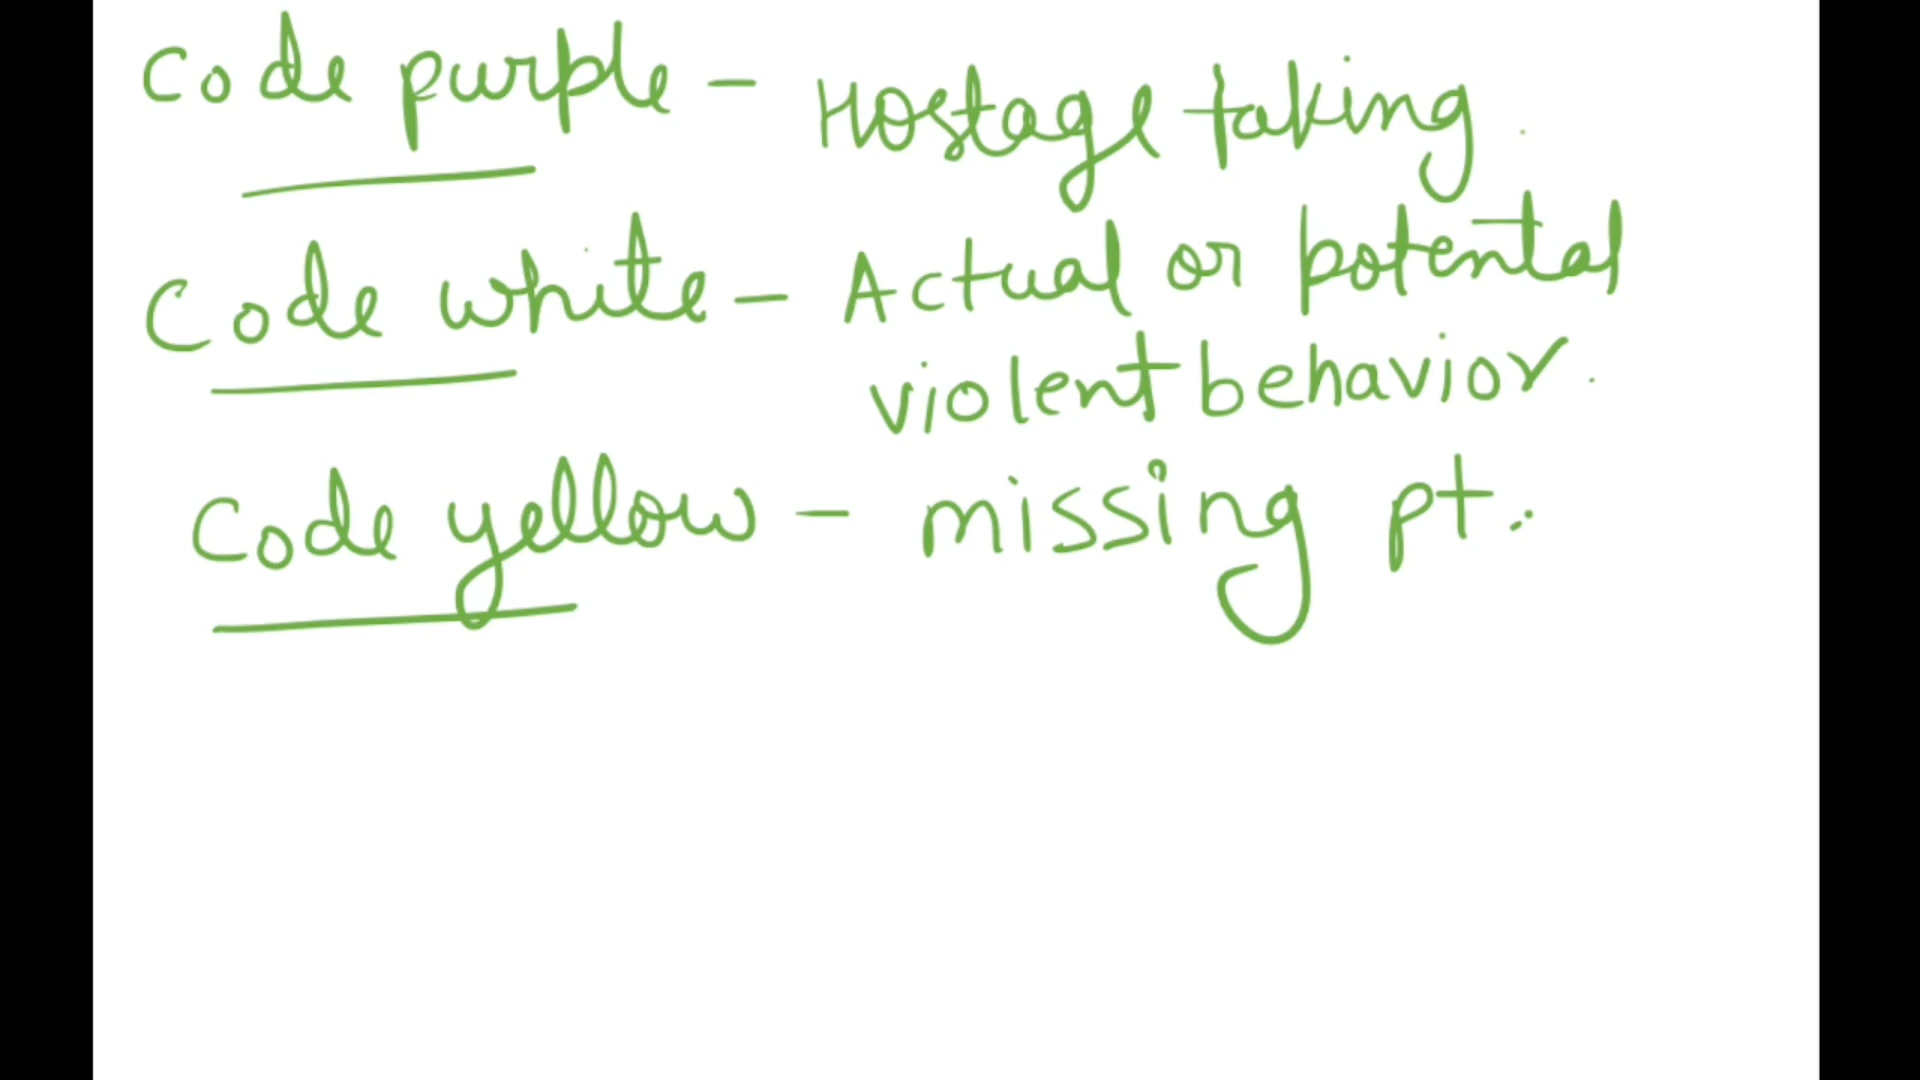 Code purple - Hostage taking.
Code white - Actual or potental
violent behavior.
Code yellow - missing pt.